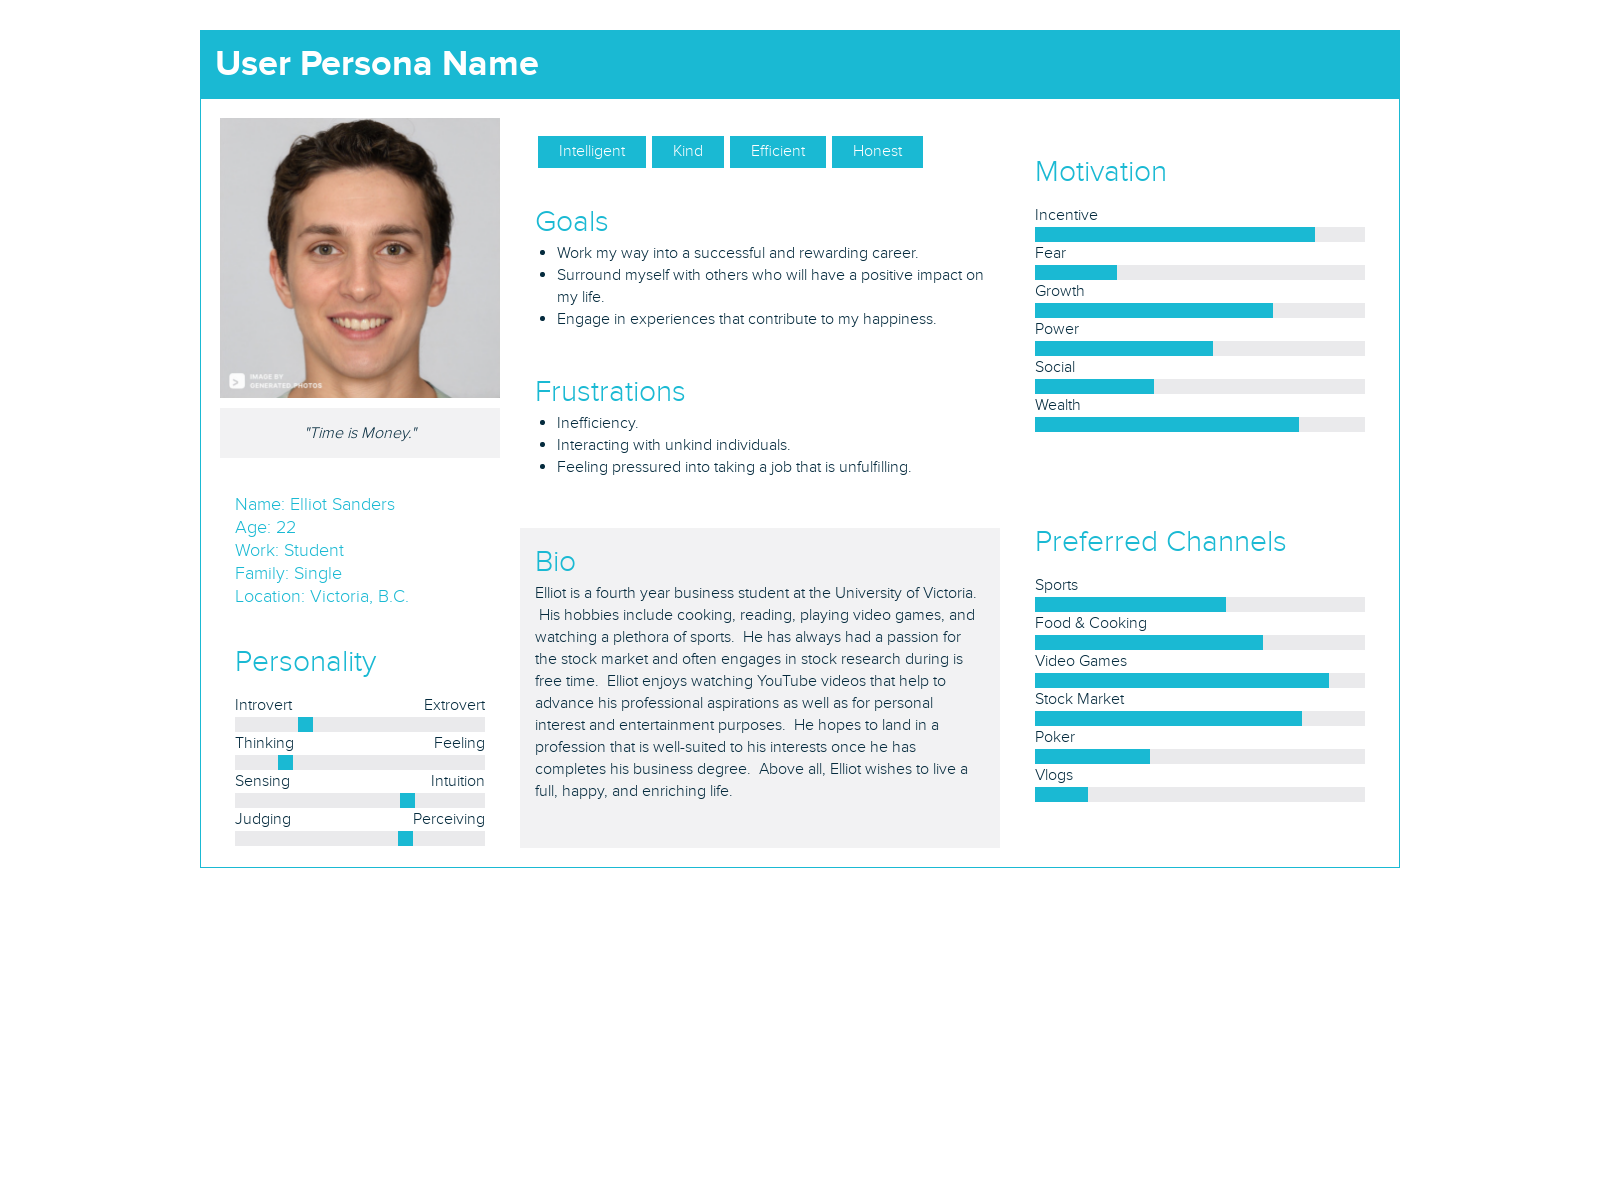 User Persona Name
IMAGE BY
GENERATED PHOTOS
"Time is Money."
Name: Elliot Sanders
Age: 22
Work: Student
Family: Single
Location: Victoria, B.C.
Personality
Introvert Extrovert
Thinking Feeling
Sensing Intuition
Judging Perceiving
Intelligent Kind Efficient Honest
Goals
Work my way into a successful and rewarding career.
Surround myself with others who will have a positive impact on
my life.
Engage in experiences that contribute to my happiness.
Frustrations
Inefficiency.
Interacting with unkind individuals.
Feeling pressured into taking a job that is unfulfilling.
Bio
Elliot is a fourth year business student at the University of Victoria.
His hobbies include cooking, reading, playing video games, and
watching a plethora of sports. He has always had a passion for
the stock market and often engages in stock research during is
free time. Elliot enjoys watching YouTube videos that help to
advance his professional aspirations as well as for personal
interest and entertainment purposes. He hopes to land in a
profession that is well-suited to his interests once he has
completes his business degree. Above all, Elliot wishes to live a
full, happy, and enriching life.
Motivation
Incentive
Fear
Growth
Power
Social
Wealth
Preferred Channels
Sports
Food & Cooking
Video Games
Stock Market
Poker
Vlogs